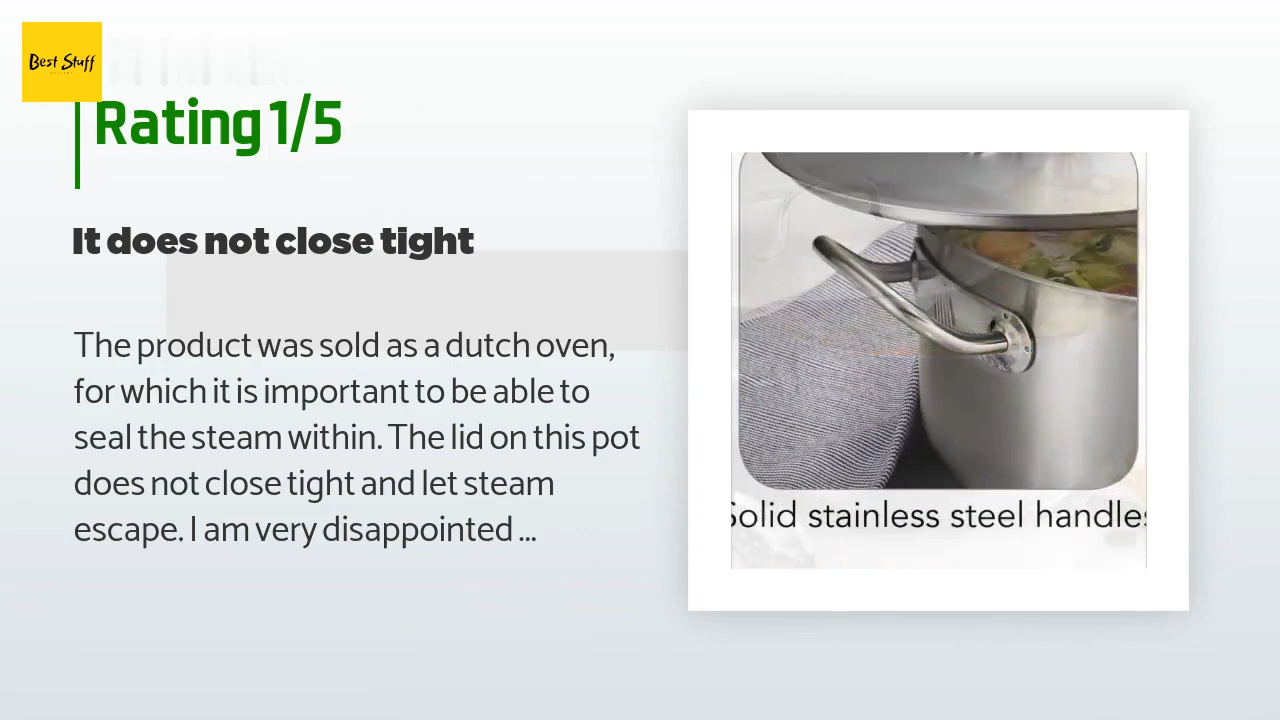 Best Stuff
Rating 1/5
It does not close tight
The product was sold as a dutch oven,
for which it is important to be able to
seal the steam within. The lid on this pot
does not close tight and let steam
escape. I am very disappointed ...
Solid stainless steel handles